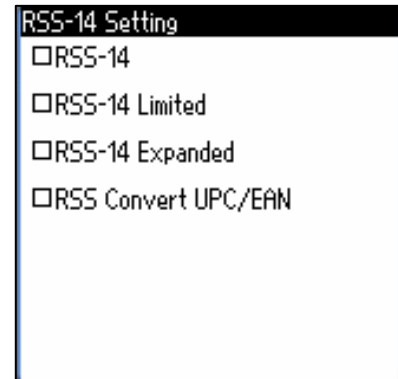 RSS-14 Setting
RSS-14
RSS-14 Limited
RSS-14 Expanded
RSS Convert UPC/EAN